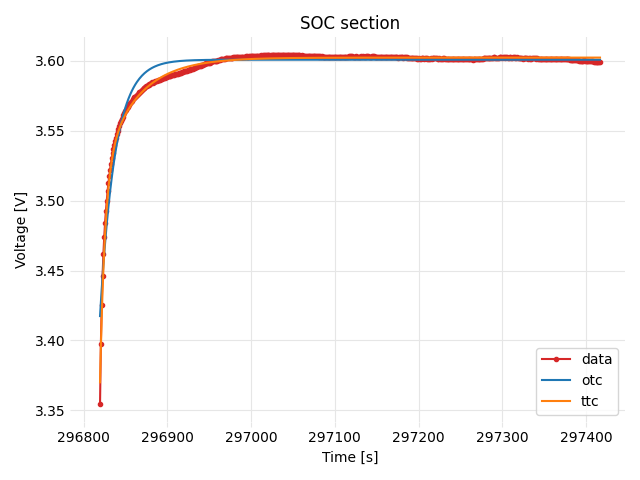 SOC section
3.60
3.55
3.50
3.45
3.40
3.35
Voltage [V]
296800 296900 297000 297100 297200 297300 297400
Time [s]
data
otc
ttc